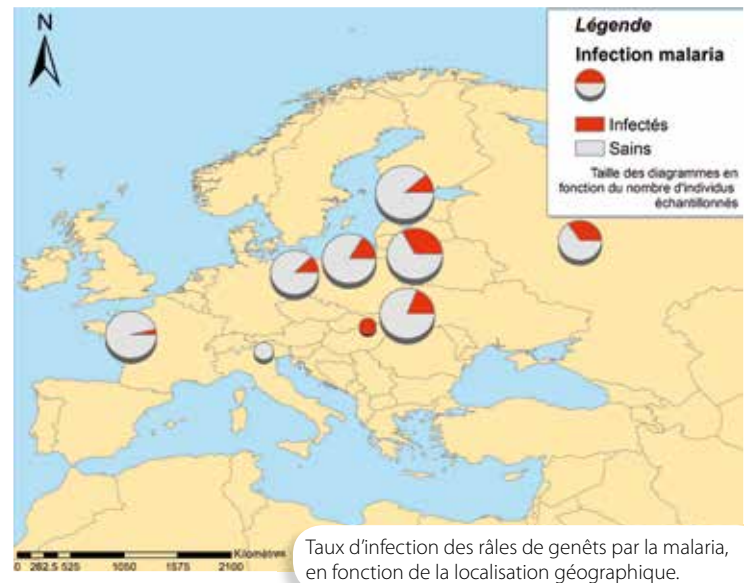 N
Légende
Infection malaria
Infectés
Sains
Taille des diagrammes en
fonction du nombre d'individus
échantillonnés
Kilomètres
0 262.5 525 1050 1575 2100
Taux d'infection des râles de genêts par la malaria,
en fonction de la localisation géographique.